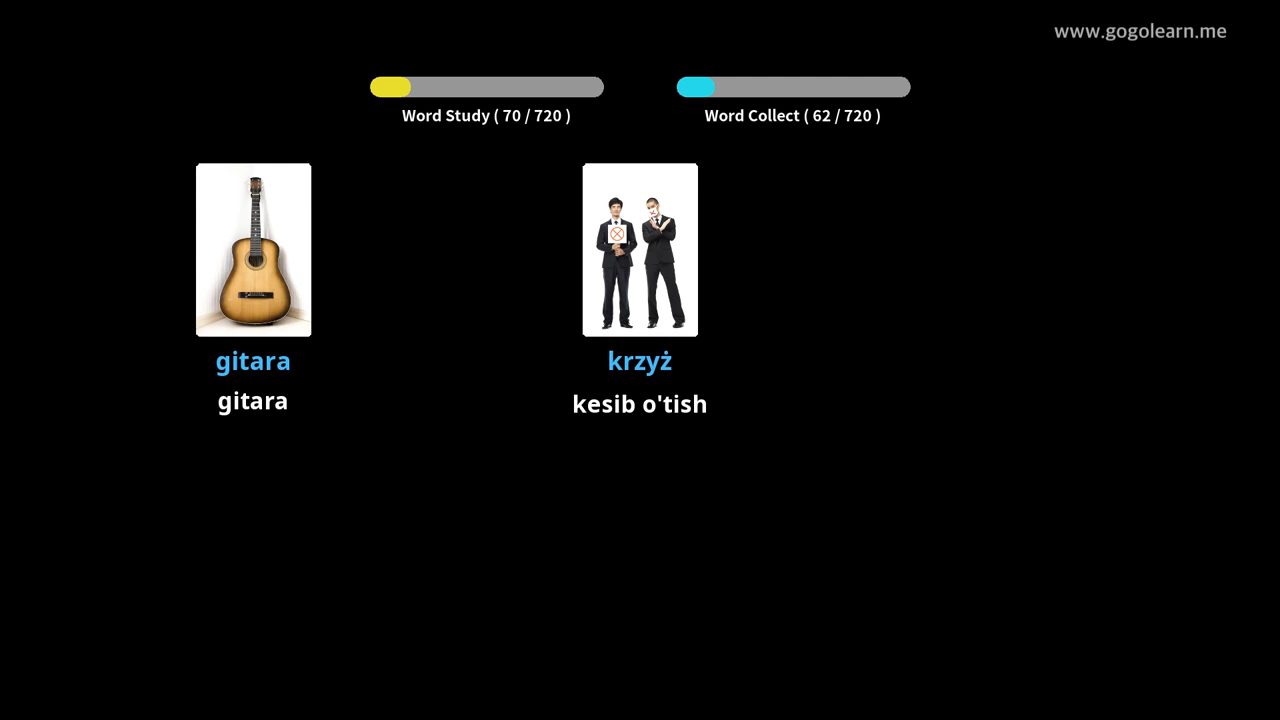 www.gogolearn.me
Word Study ( 70 / 720 )
Word Collect ( 62 / 720 )
gitara
gitara
krzyż
kesib o'tish